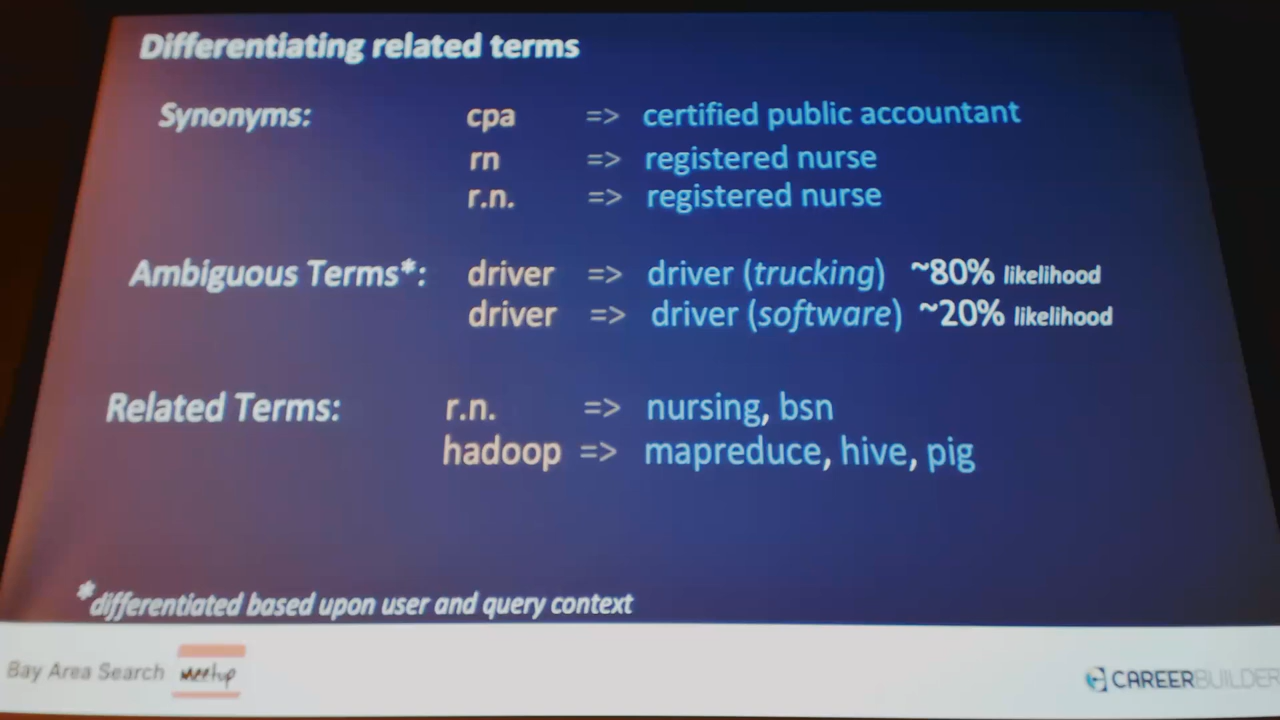 Differentiating related terms
Synonyms: cpa => certified public accountant
rn => registered nurse
r.n. => registered nurse
Ambiguous Terms*: driver => driver (trucking) ~80% likelihood
driver => driver (software) ~20% likelihood
Related Terms: r.n. => nursing, bsn
hadoop => mapreduce, hive, pig
*differentiated based upon user and query context
Bay Area Search meetup CAREERBUILDER